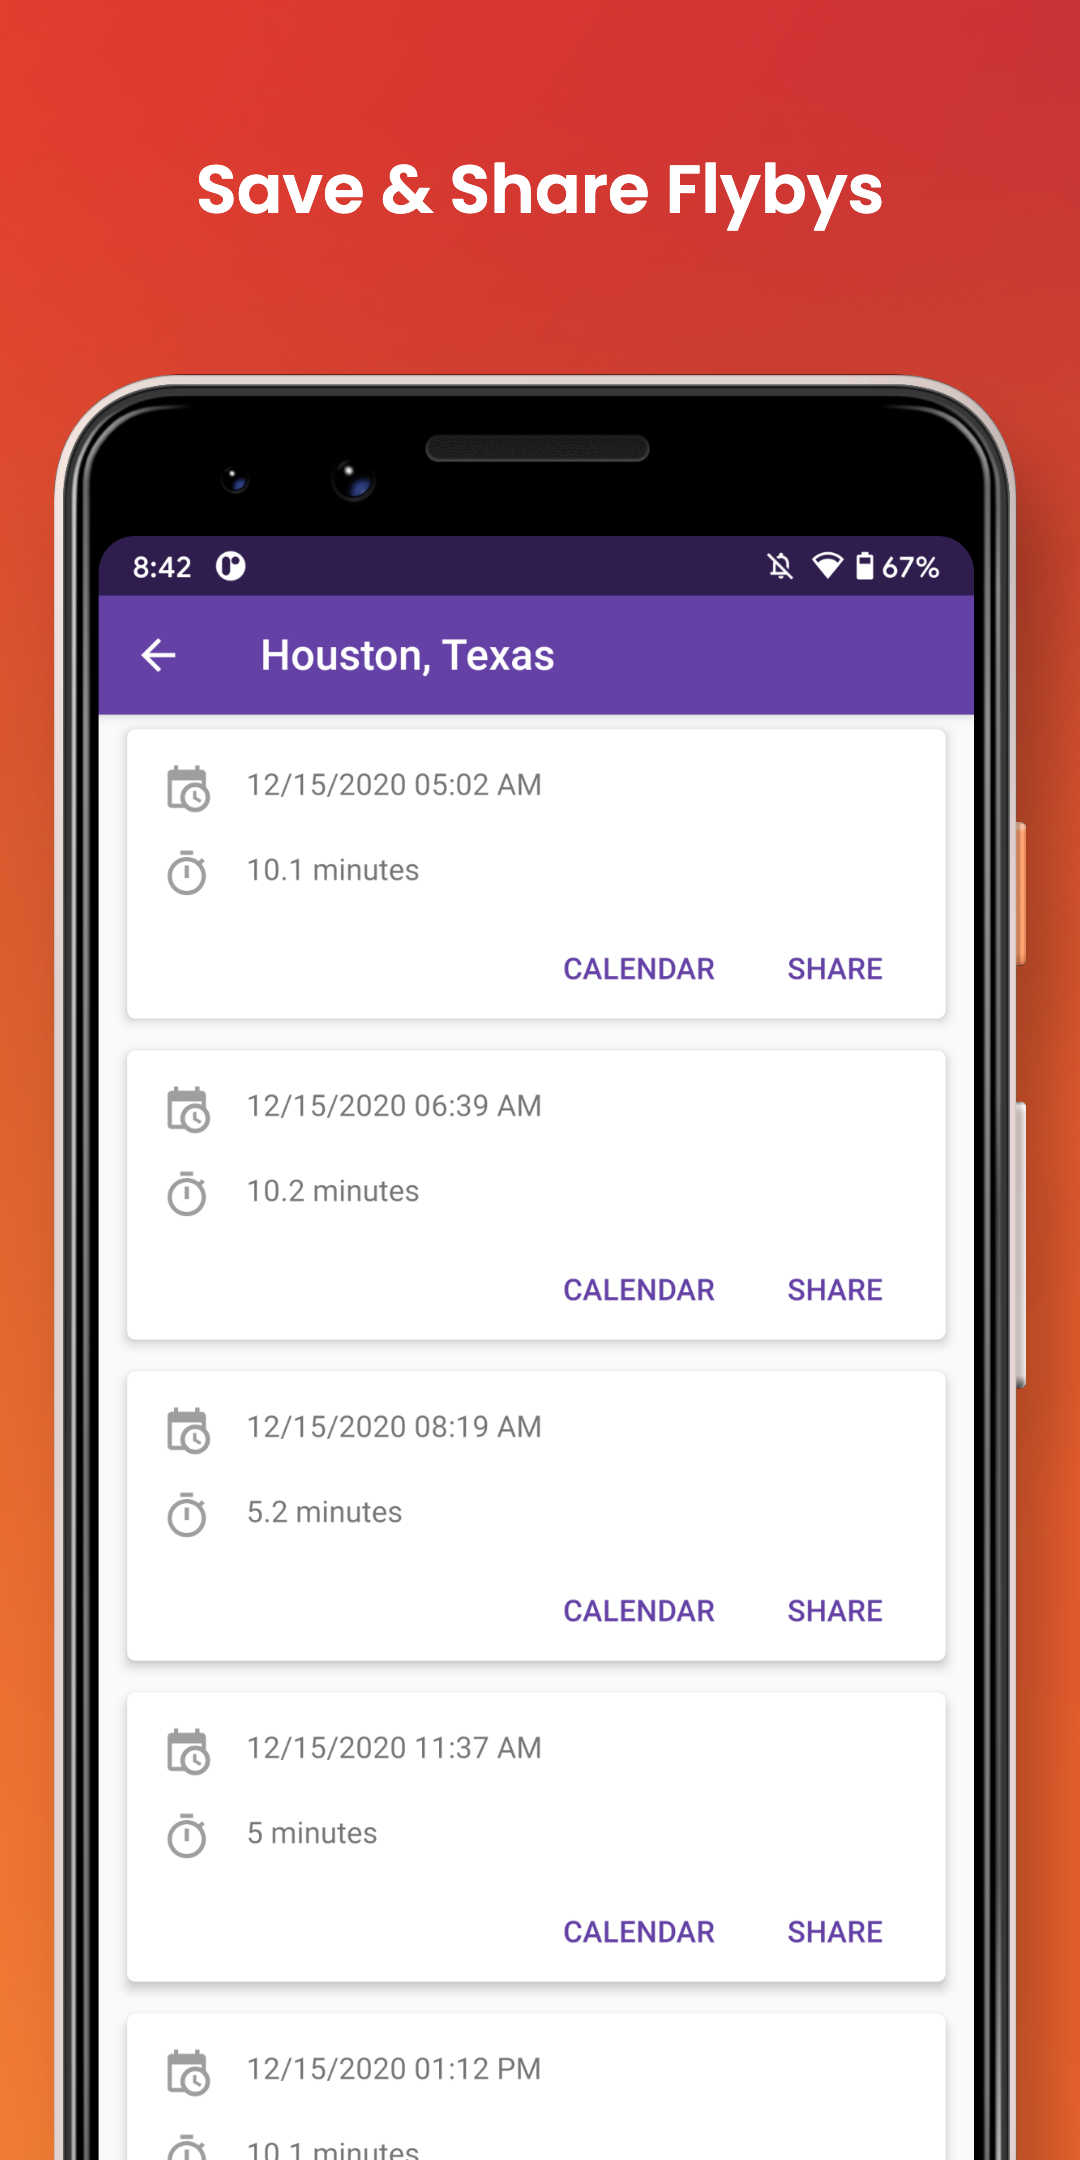 Save & Share Flybys
8:42
67%
Houston, Texas
12/15/2020 05:02 AM
10.1 minutes
CALENDAR SHARE
12/15/2020 06:39 AM
10.2 minutes
CALENDAR SHARE
12/15/2020 08:19 AM
5.2 minutes
CALENDAR SHARE
12/15/2020 11:37 AM
5 minutes
CALENDAR SHARE
12/15/2020 01:12 PM
10.1 minutes